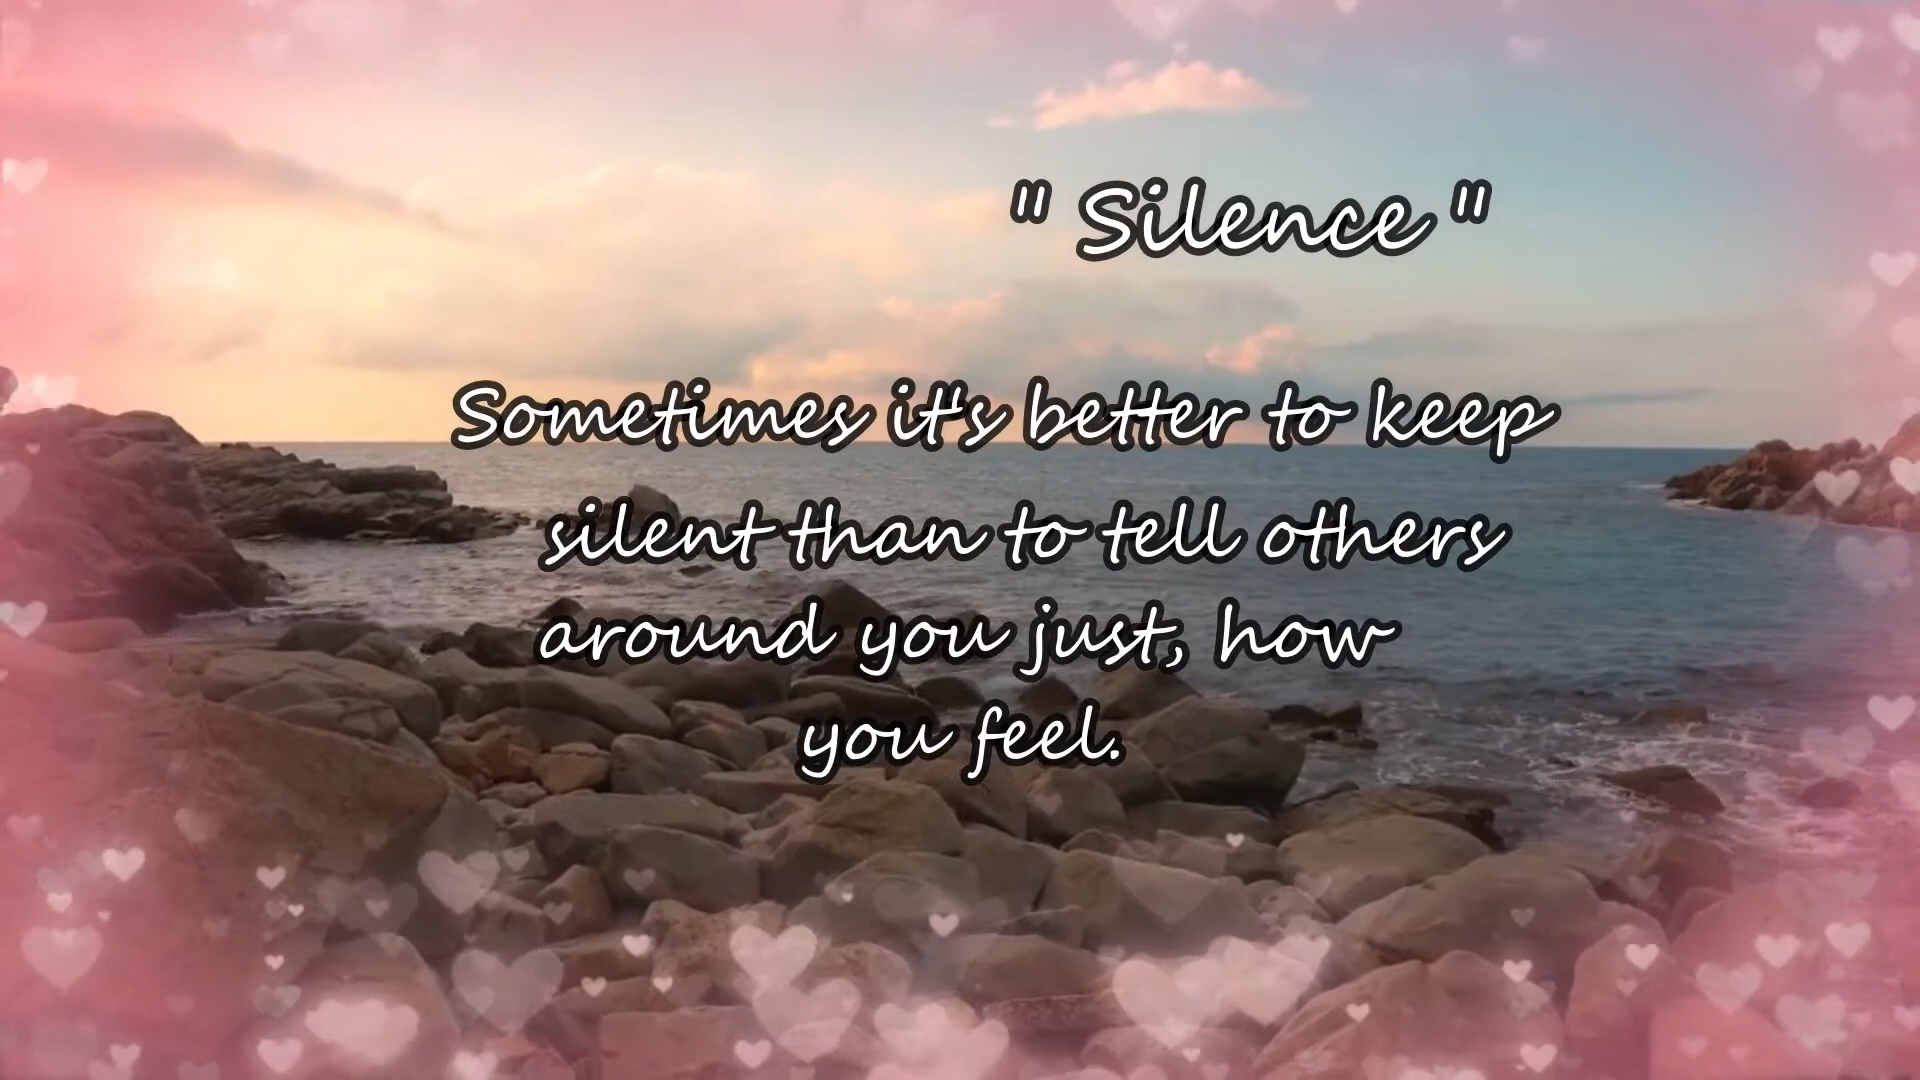 " Silence "
Sometimes it's better to keep
silent than to tell others
around you just, how
you feel.